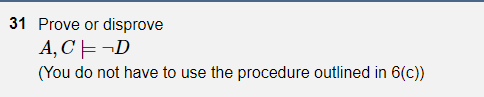 31 Prove or disprove
A, C ⊨ ¬D
(You do not have to use the procedure outlined in 6(c))